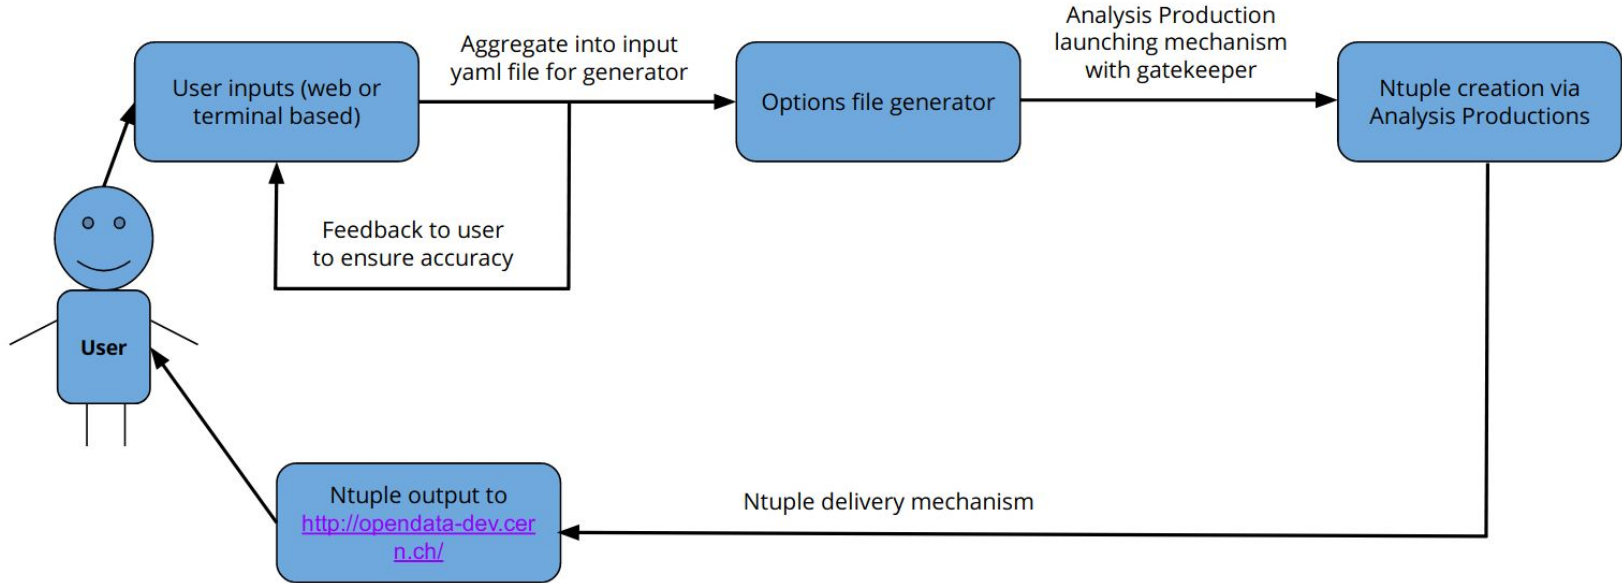 User inputs (web or
terminal based)
Aggregate into input
yaml file for generator
Options file generator
Analysis Production
launching mechanism
with gatekeeper
Ntuple creation via
Analysis Productions
Feedback to user
to ensure accuracy
User
Ntuple output to
http://opendata-dev.cer
n.ch/
Ntuple delivery mechanism